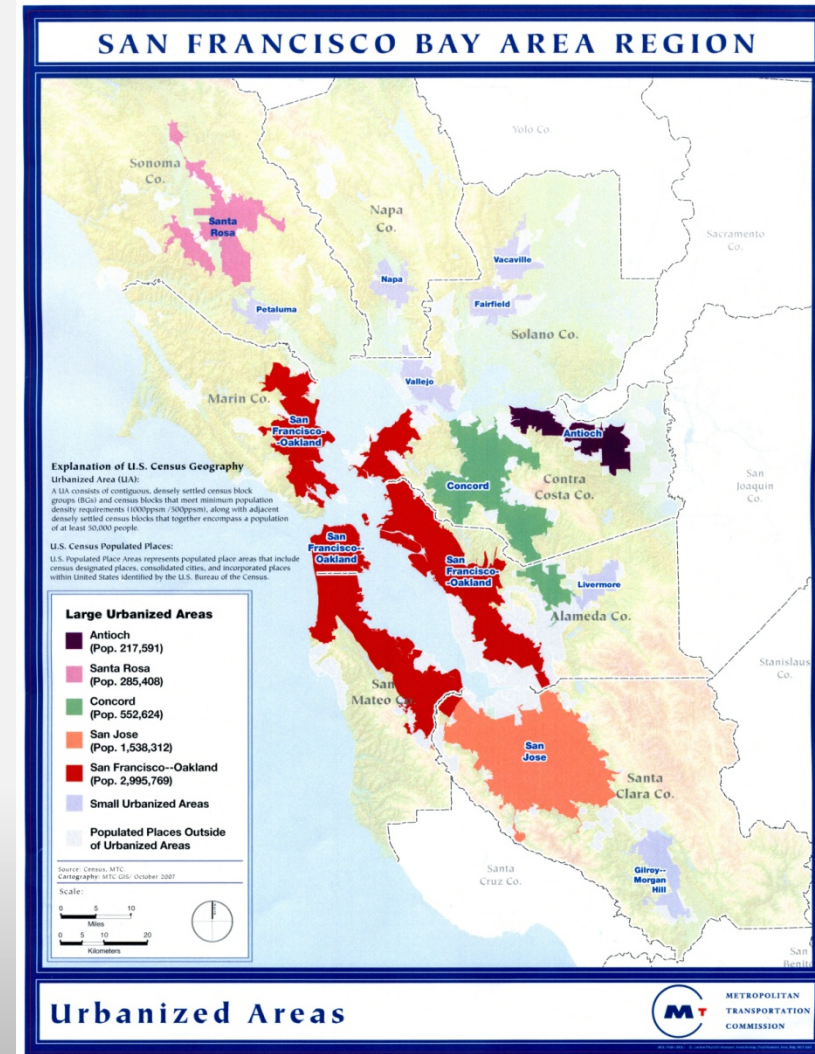 SAN FRANCISCO BAY AREA REGION
Yolo Co.
Sonoma
Co.
Napa
Co.
Sacramento
Co.
Santa
Rosa
Vacaville
Napa
Fairfield
Petaluma
Solano Co.
Vallejo
Marin Co.
San
Francisco-
-Oakland
Antioch
Concord
Contra
Costa Co.
San
Joaquin
Co.
Explanation of U.S. Census Geography
Urbanized Area (UA):
A UA consists of contiguous, densely settled census block
groups (BGs) and census blocks that meet minimum population
density requirements (1000ppsm /500ppsm), along with adjacent
densely settled census blocks that together encompass a population
of at least 50,000 people.
U.S. Census Populated Places:
U.S. Populated Place Areas represents populated place areas that include
census designated places, consolidated cities, and incorporated places
within United States identified by the U.S. Bureau of the Census.
San
Francisco--
Oakland
San
Francisco-
-Oakland
Livermore
Alameda Co.
Stanislaus
Co.
San
Mateo Co.
San
Jose
Santa
Clara Co.
Santa
Cruz Co.
Gilroy--
Morgan
Hill
San
Benito
Large Urbanized Areas
Antioch
(Pop. 217,591)
Santa Rosa
(Pop. 285,408)
Concord
(Pop. 552,624)
San Jose
(Pop. 1,538,312)
San Francisco--Oakland
(Pop. 2,995,769)
Small Urbanized Areas
Populated Places Outside
of Urbanized Areas
Source: Census, MTC.
Cartography: MTC GIS/ October 2007
Scale:
0 5 10
Miles
0 5 10 20
Kilometers
Urbanized Areas
M T
METROPOLITAN
TRANSPORTATION
COMMISSION